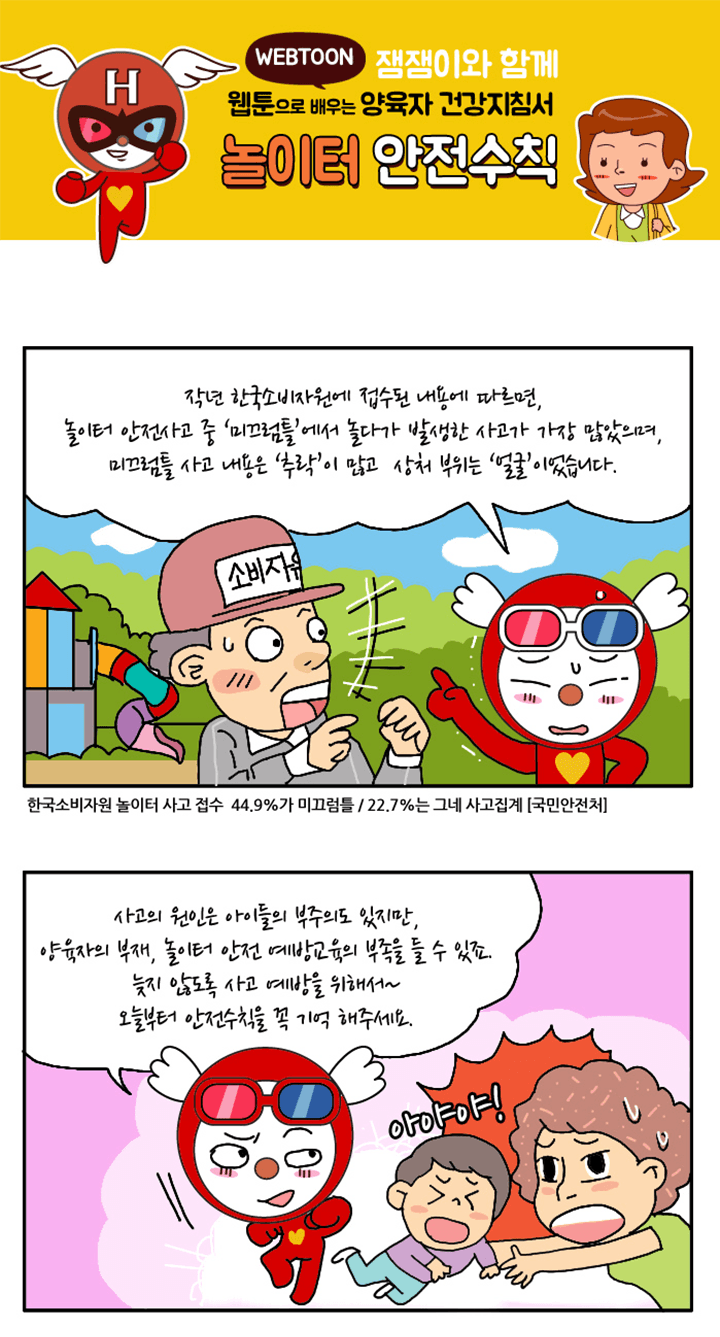 WEBTOON 잼잼이와 함께
웹툰으로 배우는 양육자 건강지침서
놀이터 안전수칙
H
작년 한국소비자원에 접수된 내용에 따르면,
놀이터 안전사고 중 '미끄럼틀'에서 놀다가 발생한 사고가 가장 많았으며,
미끄럼틀 사고 내용은 '추락'이 많고 상처 부위는 '얼굴'이었습니다.
소비자원
한국소비자원 놀이터 사고 접수 44.9%가 미끄럼틀 / 22.7%는 그네 사고집계 [국민안전처]
사고의 원인은 아이들의 부주의도 있지만,
양육자의 부재, 놀이터 안전 예방교육의 부족을 들 수 있죠.
늦지 않도록 사고 예방을 위해서~
오늘부터 안전수칙을 꼭 기억 해주세요.
아야야!